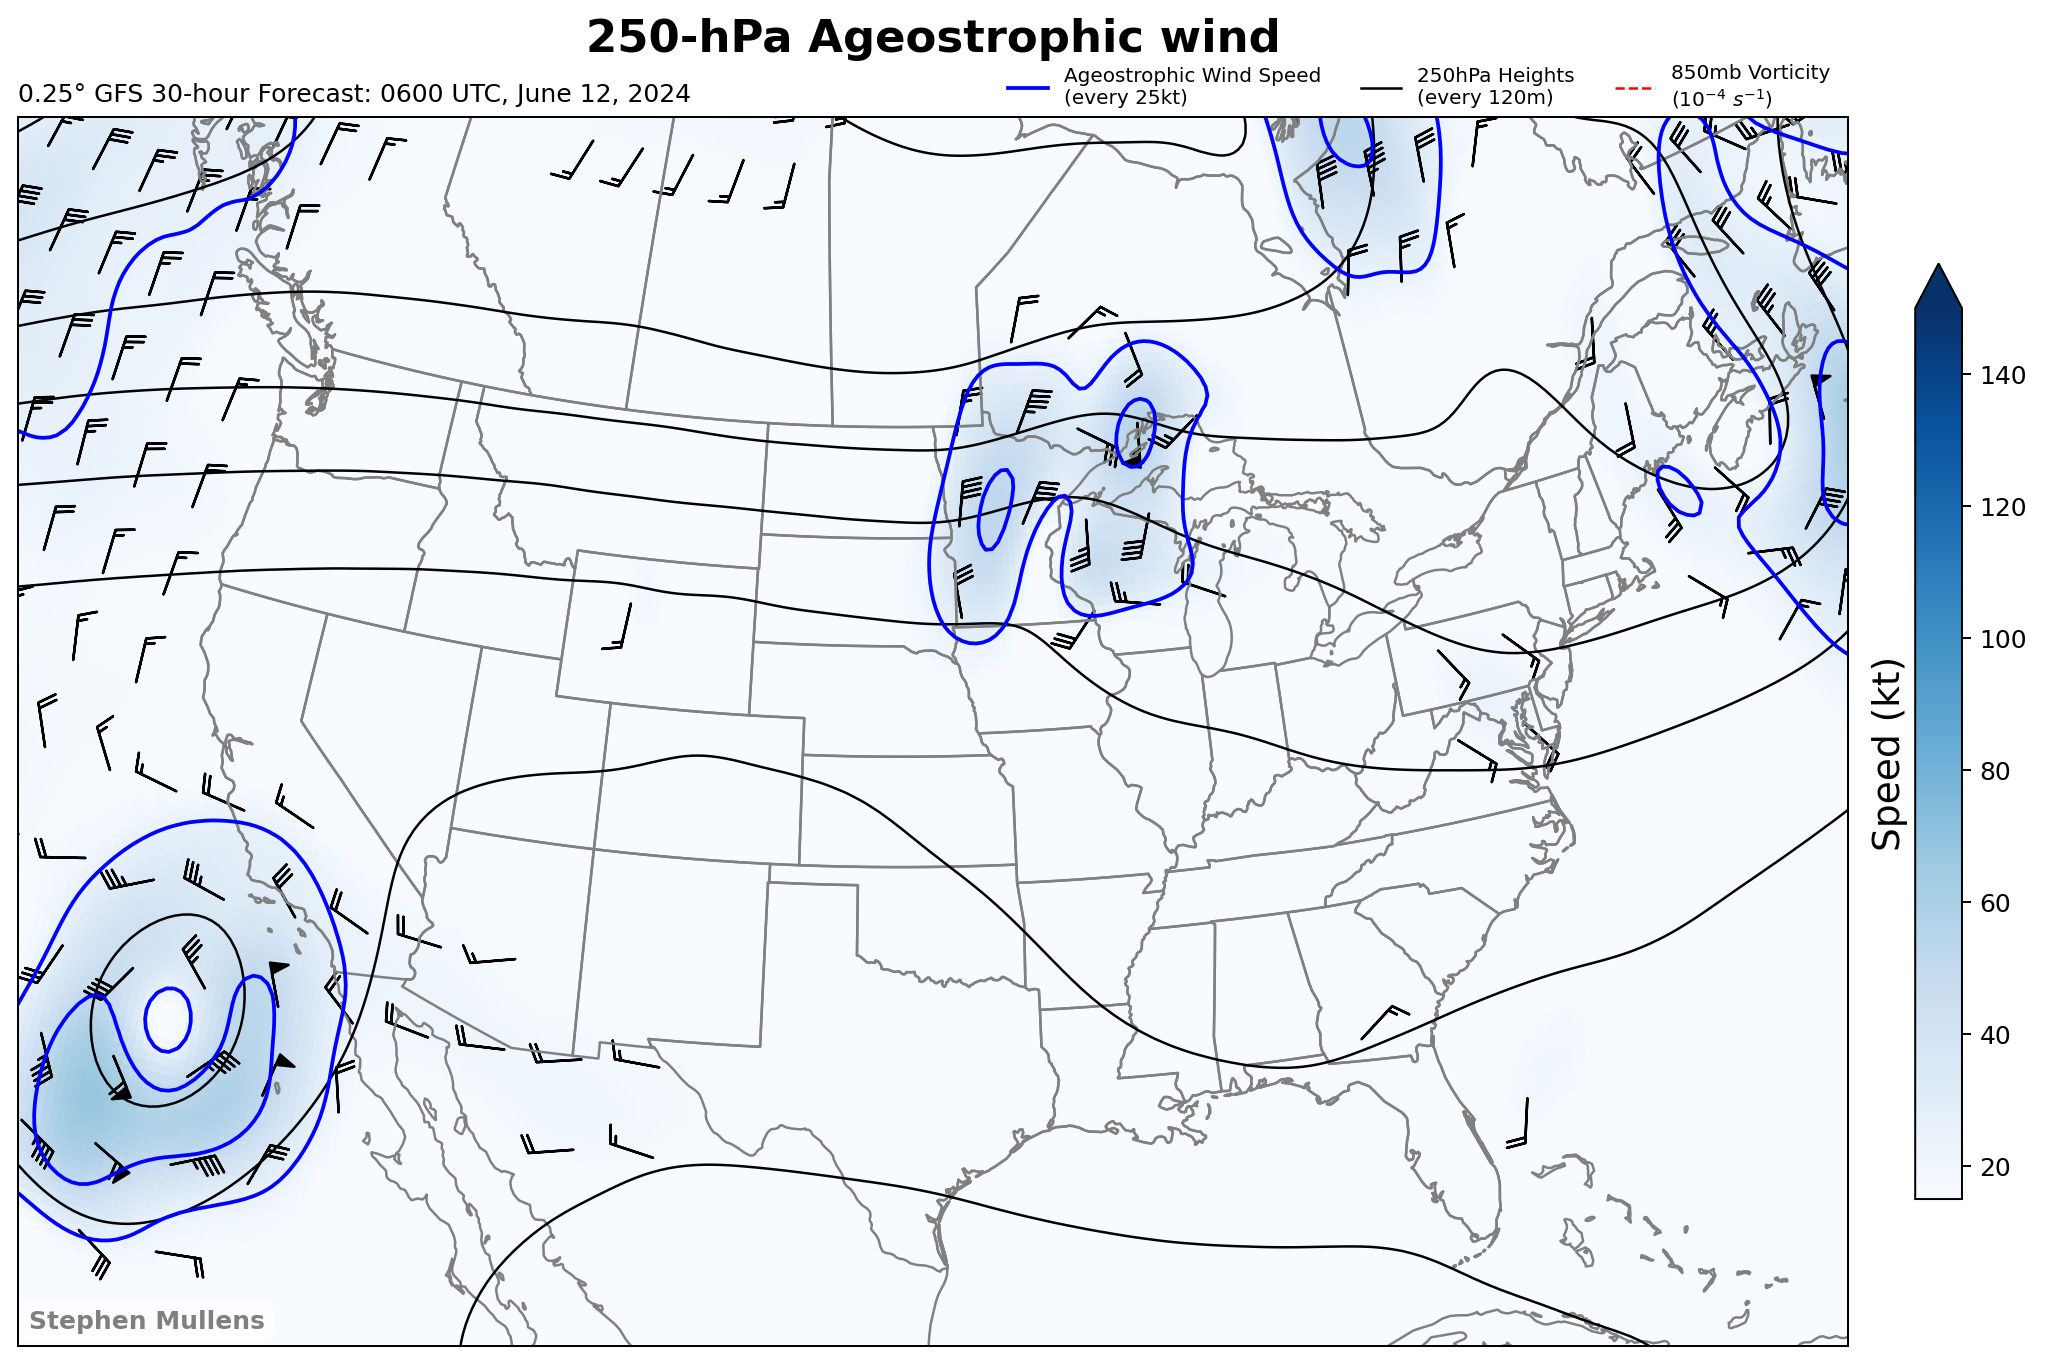 250-hPa Ageostrophic wind
0.25° GFS 30-hour Forecast: 0600 UTC, June 12, 2024
Ageostrophic Wind Speed
(every 25kt)
250hPa Heights
(every 120m)
850mb Vorticity
(10⁻⁴ s⁻¹)
140
120
100
80
60
40
20
Speed (kt)
Stephen Mullens